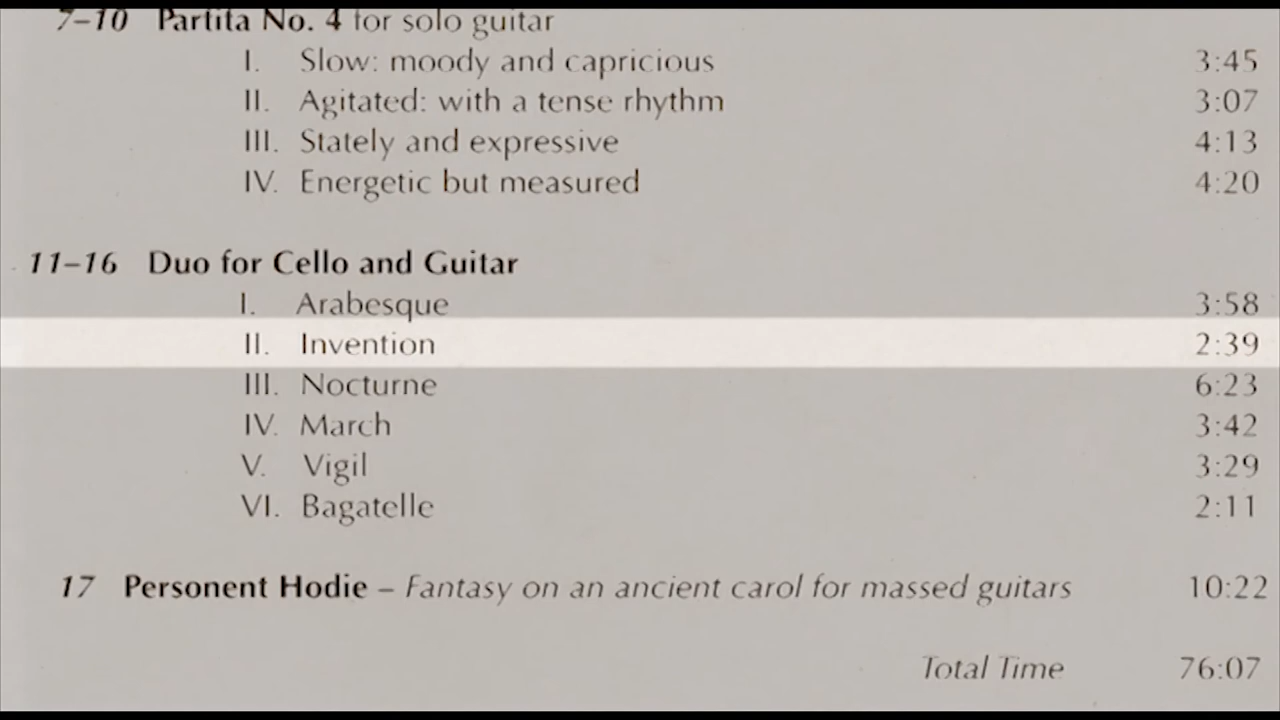 7–10 Partita No. 4 for solo guitar
I. Slow: moody and capricious 3:45
II. Agitated: with a tense rhythm 3:07
III. Stately and expressive 4:13
IV. Energetic but measured 4:20
11–16 Duo for Cello and Guitar
I. Arabesque 3:58
II. Invention 2:39
III. Nocturne 6:23
IV. March 3:42
V. Vigil 3:29
VI. Bagatelle 2:11
17 Personent Hodie – Fantasy on an ancient carol for massed guitars 10:22
Total Time 76:07